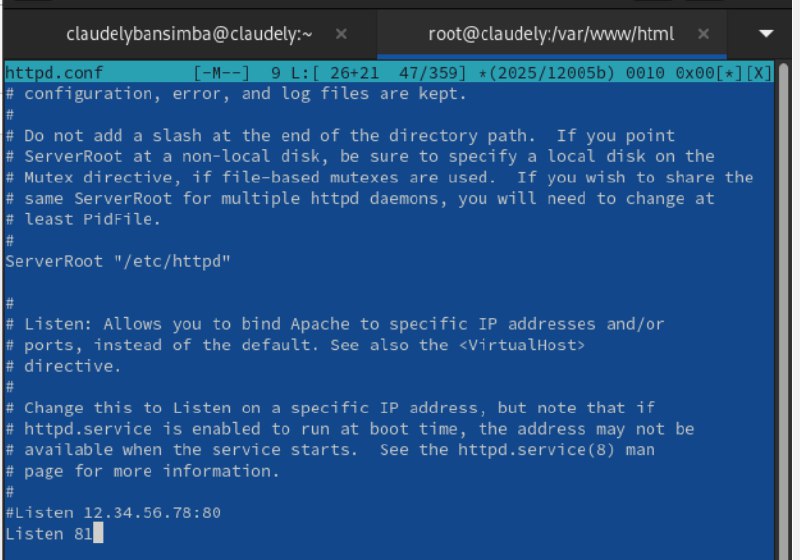 claudelybansimba@claudely:~ × root@claudely:/var/www/html ×
httpd.conf [-M--] 9 L:[ 26+21 47/359] *(2025/12005b) 0010 0x00[*][X]
# configuration, error, and log files are kept.
#
# Do not add a slash at the end of the directory path.  If you point
# ServerRoot at a non-local disk, be sure to specify a local disk on the
# Mutex directive, if file-based mutexes are used.  If you wish to share the
# same ServerRoot for multiple httpd daemons, you will need to change at
# least PidFile.
#
ServerRoot "/etc/httpd"

#
# Listen: Allows you to bind Apache to specific IP addresses and/or
# ports, instead of the default. See also the <VirtualHost>
# directive.
#
# Change this to Listen on a specific IP address, but note that if
# httpd.service is enabled to run at boot time, the address may not be
# available when the service starts.  See the httpd.service(8) man
# page for more information.
#
#Listen 12.34.56.78:80
Listen 81